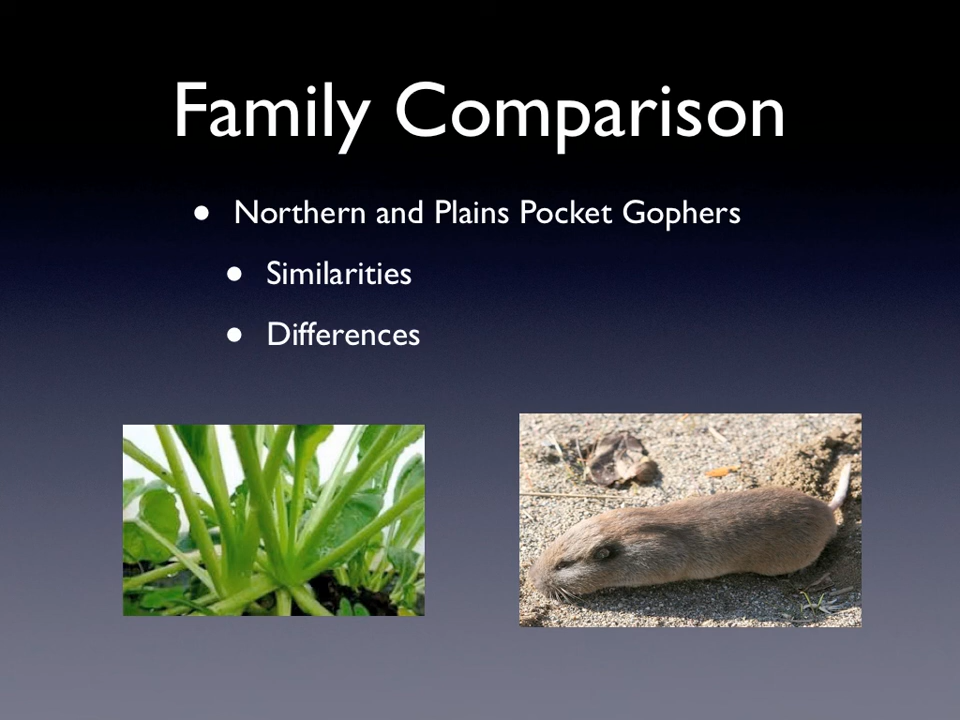 Family Comparison
• Northern and Plains Pocket Gophers
• Similarities
• Differences